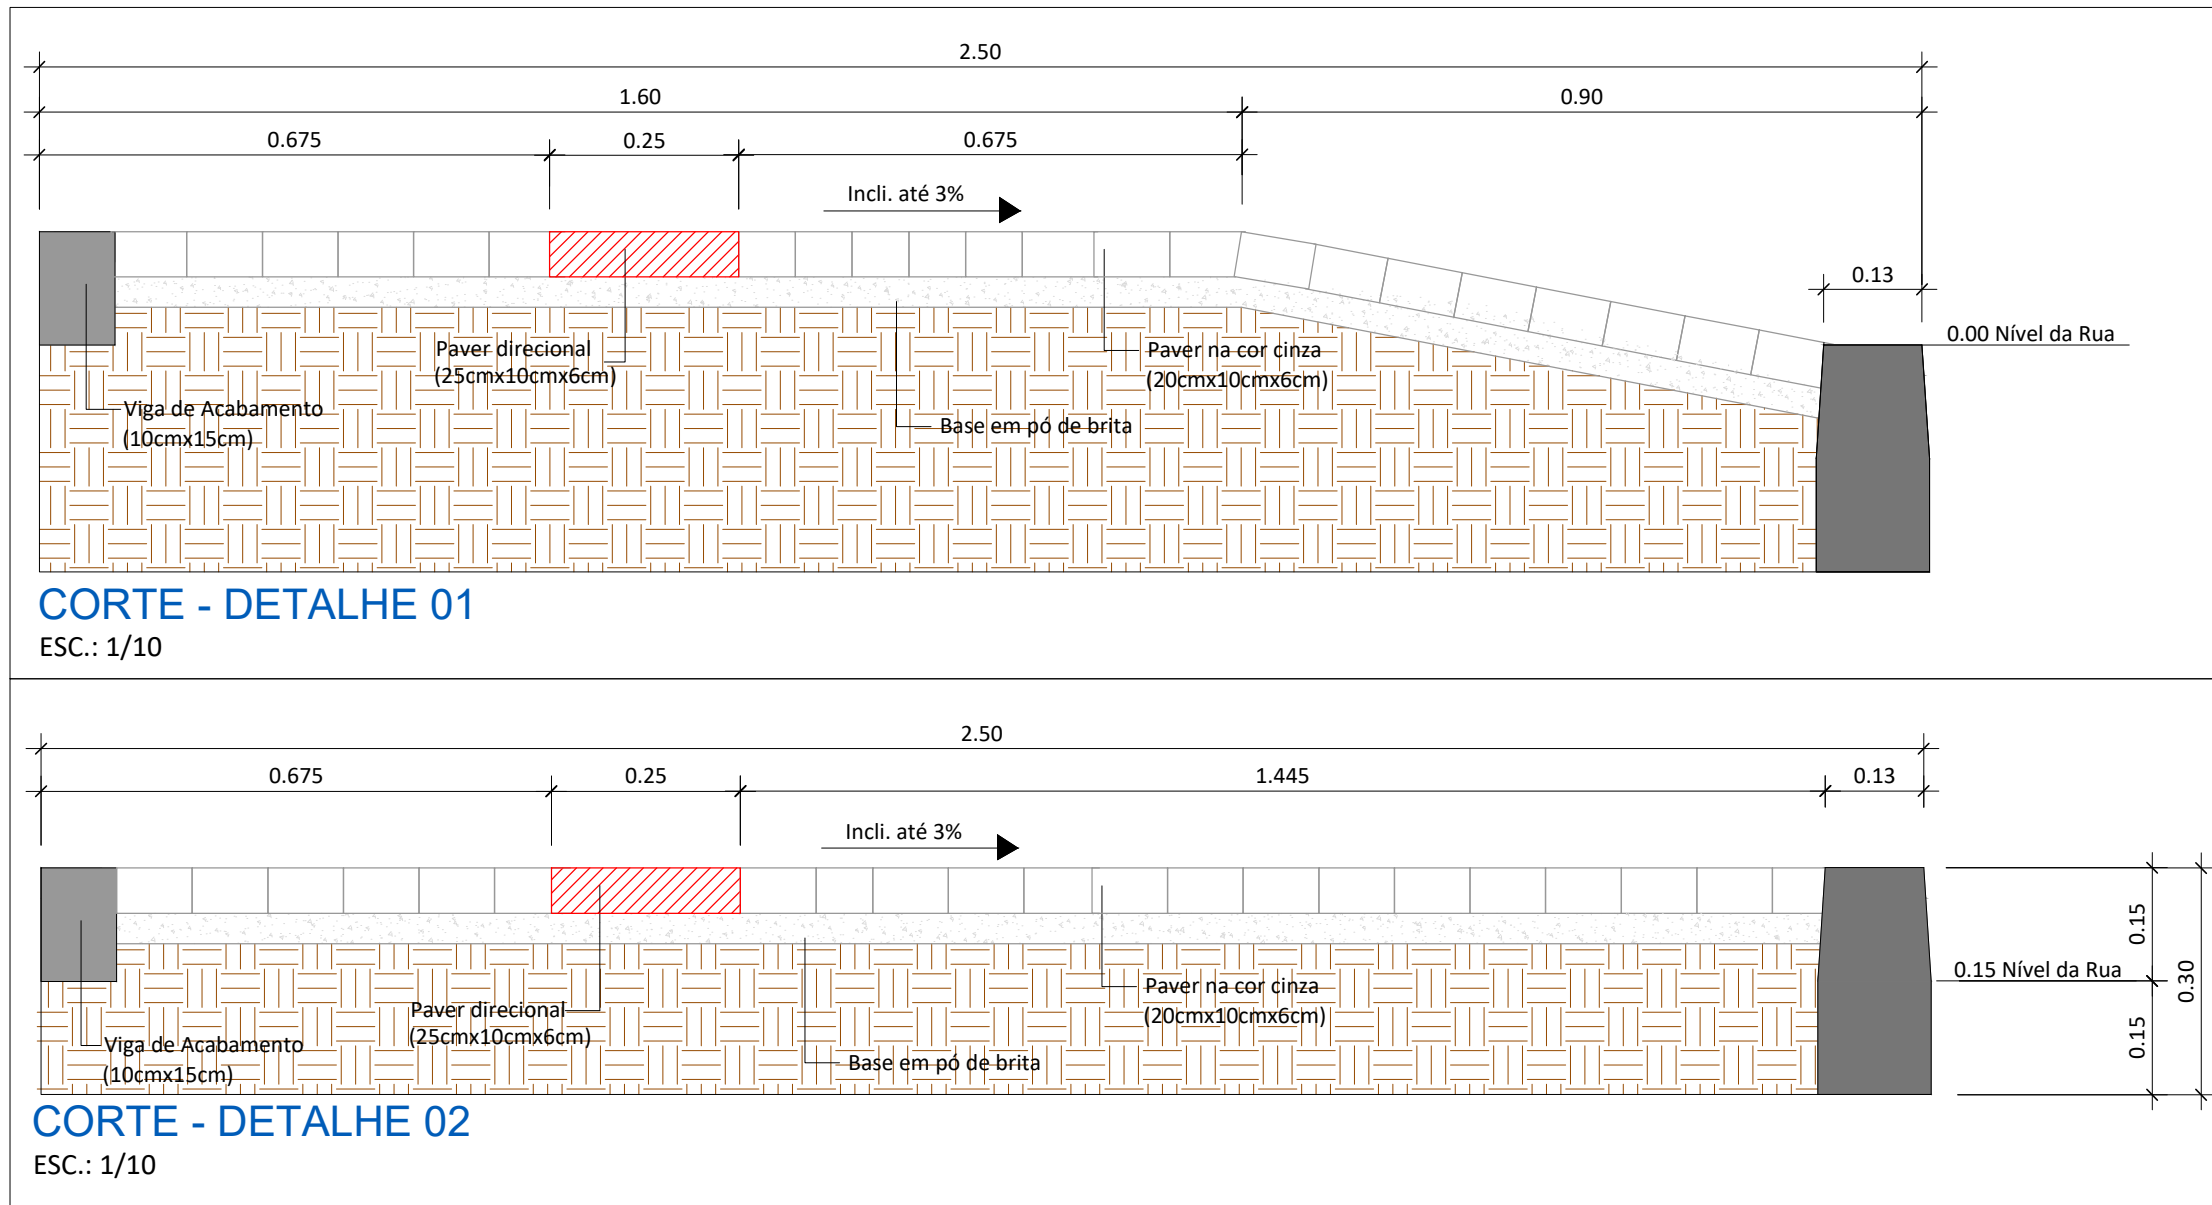 2.50
1.60
0.90
0.675
0.25
0.675
Incli. até 3%
0.13
0.00 Nível da Rua
Paver direcional
(25cmx10cmx6cm)
Paver na cor cinza
(20cmx10cmx6cm)
Viga de Acabamento
(10cmx15cm)
Base em pó de brita
CORTE - DETALHE 01
ESC.: 1/10
2.50
0.675
0.25
1.445
0.13
Incli. até 3%
0.15
0.15 Nível da Rua
0.30
0.15
Paver direcional
(25cmx10cmx6cm)
Paver na cor cinza
(20cmx10cmx6cm)
Viga de Acabamento
(10cmx15cm)
Base em pó de brita
CORTE - DETALHE 02
ESC.: 1/10